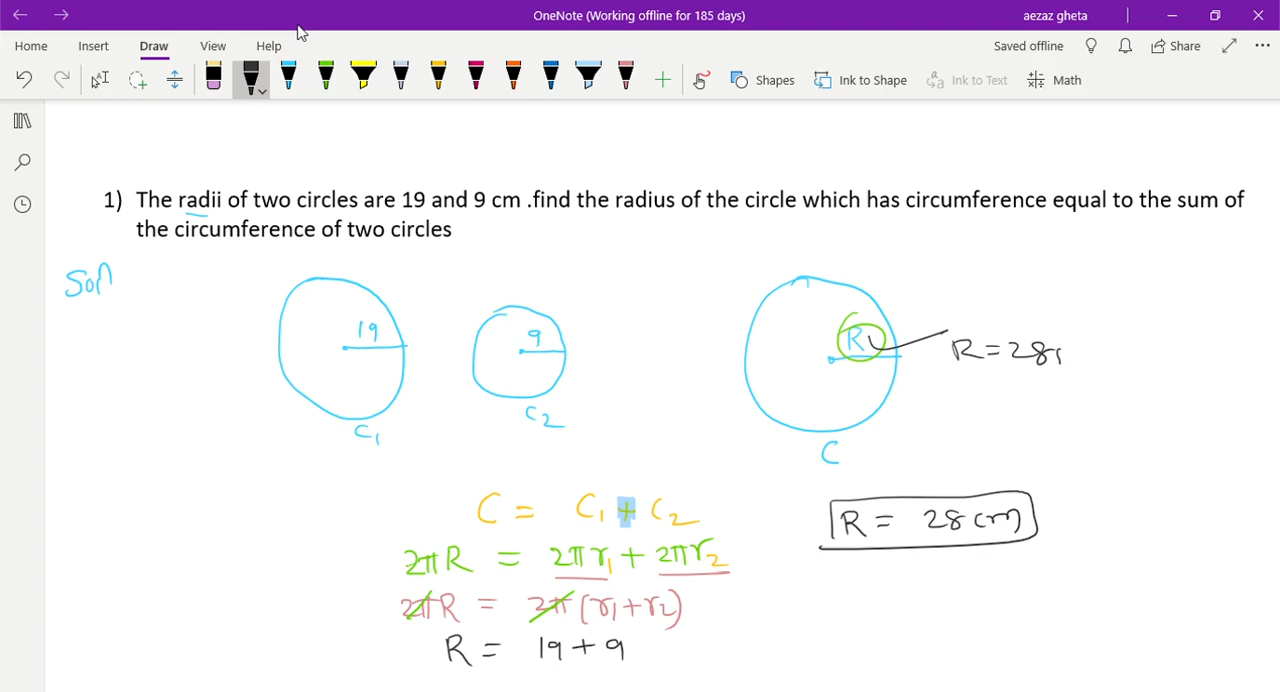 OneNote (Working offline for 185 days)
aezaz gheta
Home Insert Draw View Help
Saved offline Share
Shapes Ink to Shape Ink to Text Math
1) The radii of two circles are 19 and 9 cm .find the radius of the circle which has circumference equal to the sum of
the circumference of two circles
Soln
19
C1
9
C2
R
C
R = 28
C = C1 + C2
2πR = 2πr1 + 2πr2
2πR = 2π(r1+r2)
R = 19 + 9
R = 28 cm